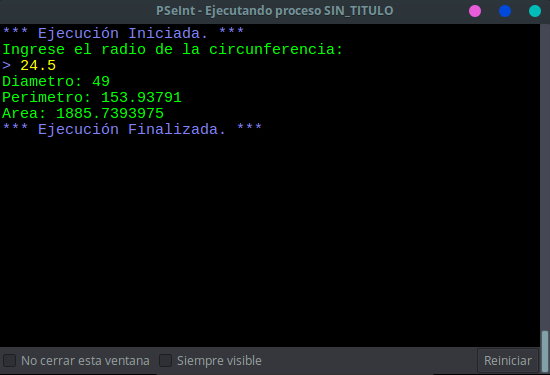 PSeInt - Ejecutando proceso SIN_TITULO
*** Ejecución Iniciada. ***
Ingrese el radio de la circunferencia:
> 24.5
Diametro: 49
Perimetro: 153.93791
Area: 1885.7393975
*** Ejecución Finalizada. ***
No cerrar esta ventana Siempre visible Reiniciar